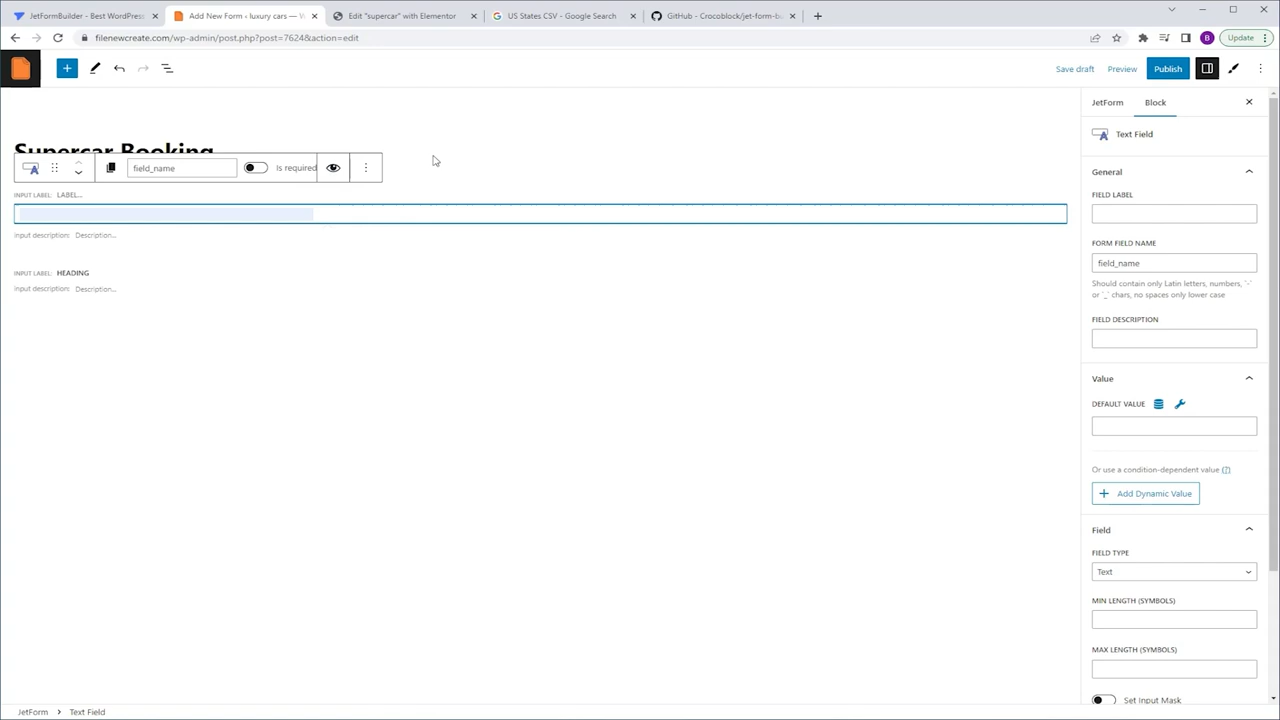 JetFormBuilder - Best WordPress
Add New Form ‹ luxury cars — W
Edit "supercar" with Elementor
US States CSV - Google Search
GitHub - Crocoblock/jet-form-b
filenewcreate.com/wp-admin/post.php?post=7624&action=edit
B
Update
Save draft
Preview
Publish
Supercar Booking
field_name
Is required
INPUT LABEL: LABEL...
Input description: Description...
INPUT LABEL: HEADING
Input description: Description...
JetForm
Block
Text Field
General
FIELD LABEL
FORM FIELD NAME
field_name
Should contain only Latin letters, numbers, `-`
or `_` chars, no spaces only lower case
FIELD DESCRIPTION
Value
DEFAULT VALUE
Or use a condition-dependent value (?)
Add Dynamic Value
Field
FIELD TYPE
Text
MIN LENGTH (SYMBOLS)
MAX LENGTH (SYMBOLS)
Set Input Mask
JetForm > Text Field